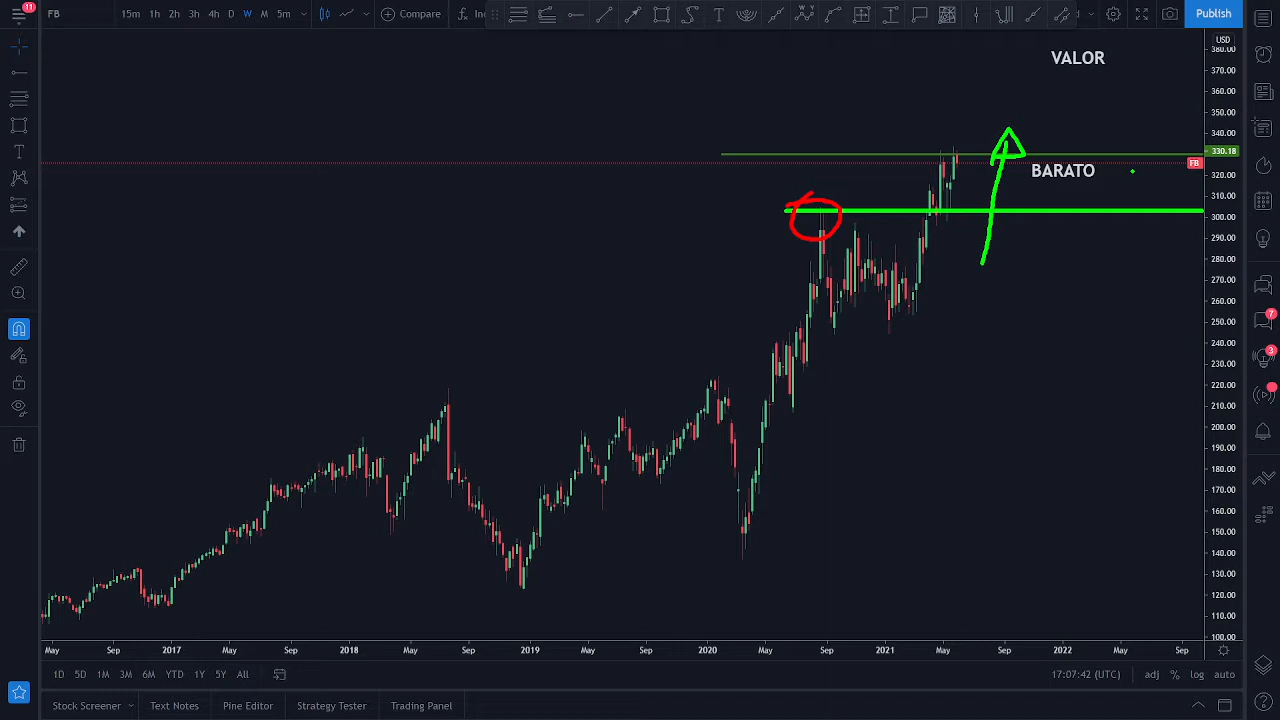 11
FB
15m 1h 2h 3h 4h D W M 5m
Compare
In
Publish
USD
VALOR
BARATO
FB
380.00
370.00
360.00
350.00
340.00
330.18
320.00
310.00
300.00
290.00
280.00
270.00
260.00
250.00
240.00
230.00
220.00
210.00
200.00
190.00
180.00
170.00
160.00
150.00
140.00
130.00
120.00
110.00
100.00
7
3
May Sep 2017 May Sep 2018 May Sep 2019 May Sep 2020 May Sep 2021 May Sep 2022 May Sep
1D 5D 1M 3M 6M YTD 1Y 5Y All
17:07:42 (UTC) adj % log auto
Stock Screener Text Notes Pine Editor Strategy Tester Trading Panel